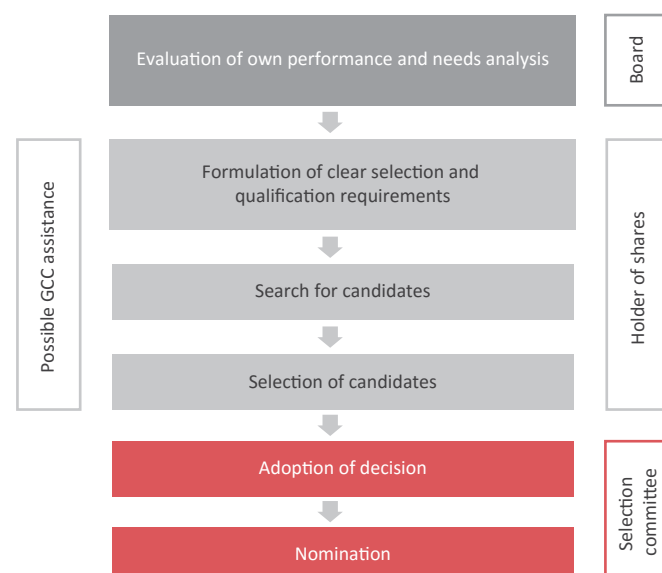 Evaluation of own performance and needs analysis
Board
Formulation of clear selection and
qualification requirements
Possible GCC assistance
Holder of shares
Search for candidates
Selection of candidates
Adoption of decision
Selection
committee
Nomination